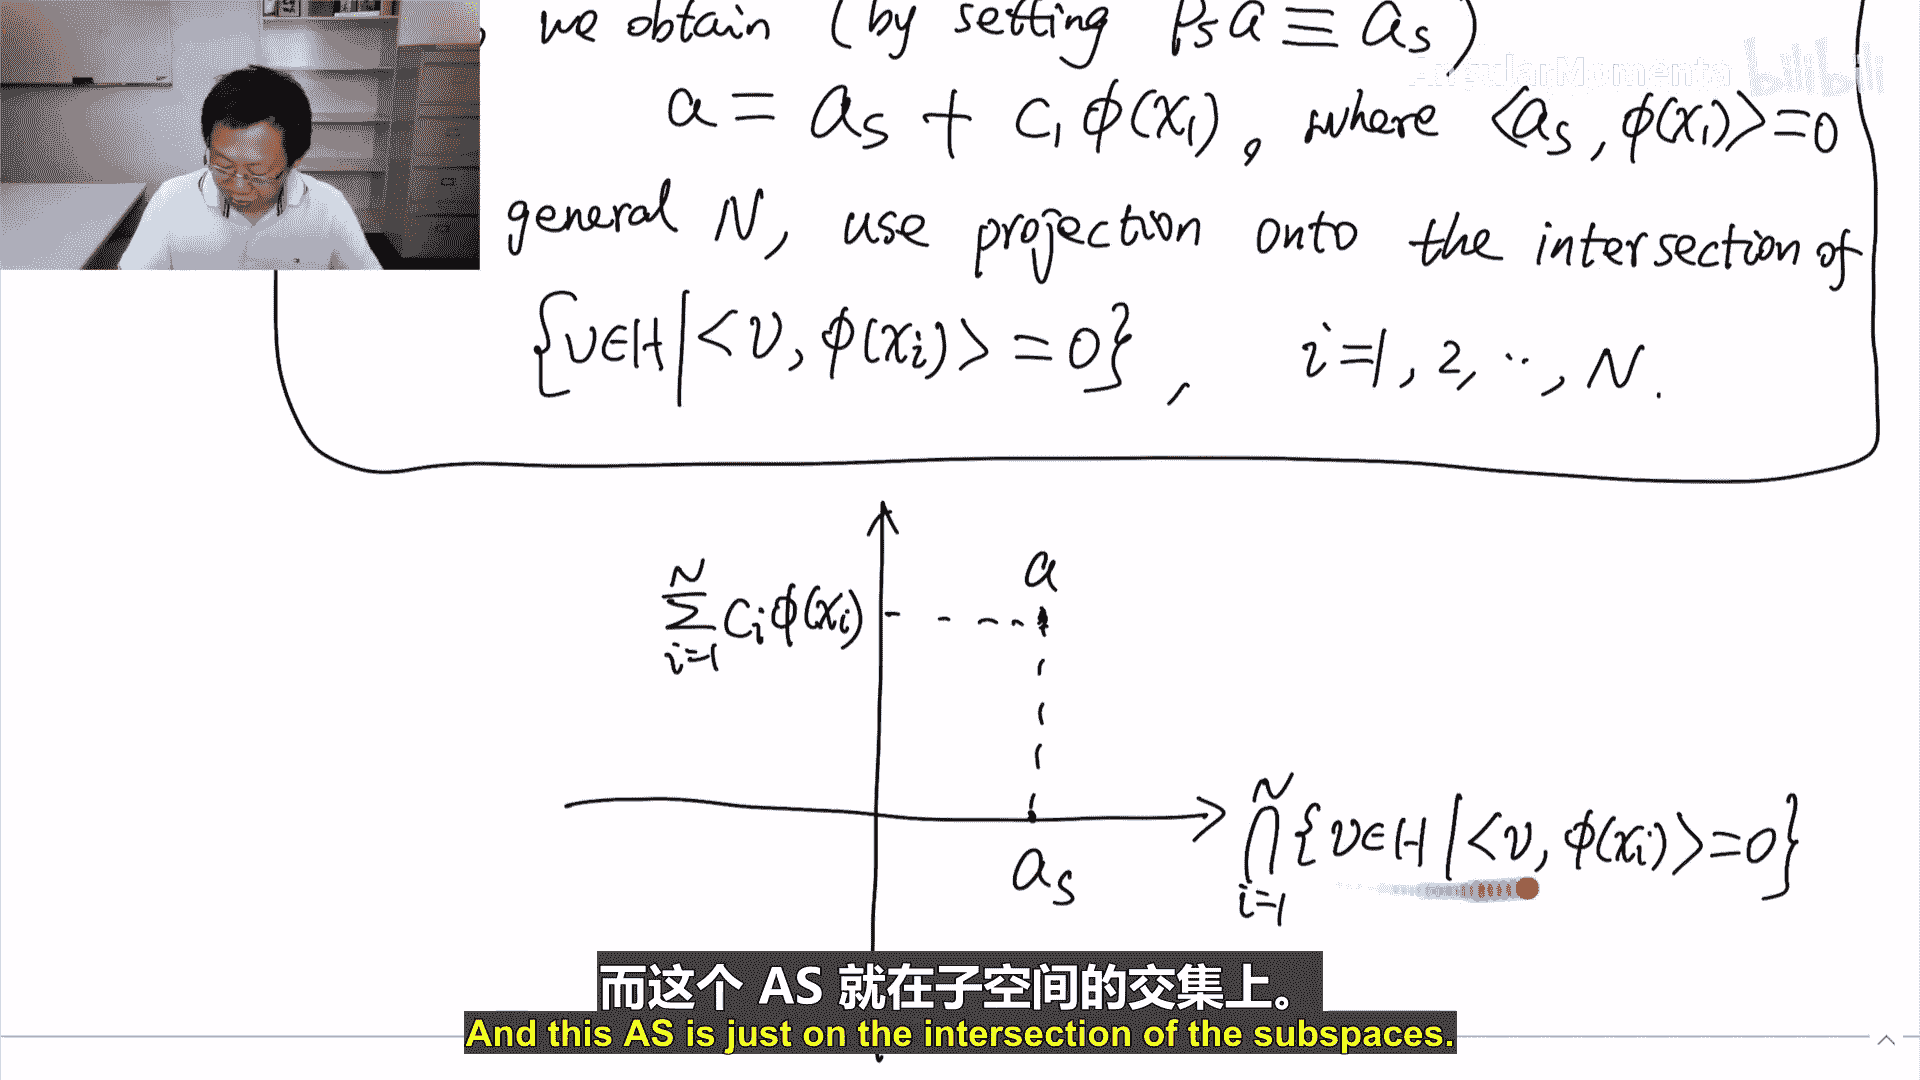 , we obtain (by setting P_S a ≡ a_S)
AngularMomenta bilibili
a = a_S + c_1 ϕ(x_1), where <a_S, ϕ(x_1)>=0
general N, use projection onto the intersection of
{v∈H | <v, ϕ(x_i)> = 0}, i=1, 2, ‥, N.
a
∑_{i=1}^{N} c_i ϕ(x_i)
⋂_{i=1}^{N} {v∈H | <v, ϕ(x_i)>=0}
a_S
而这个 AS 就在子空间的交集上。
And this AS is just on the intersection of the subspaces.